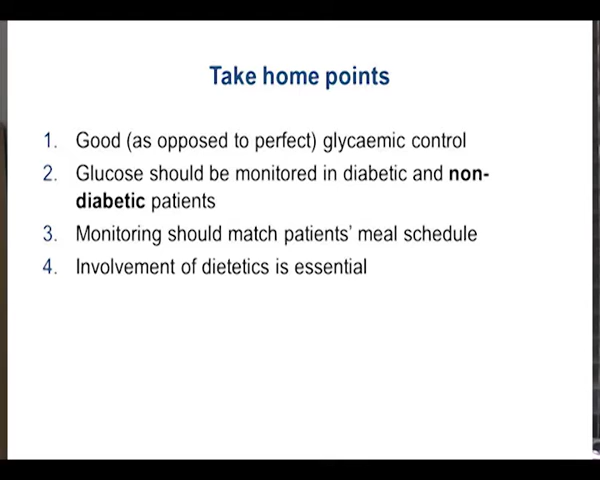 Take home points
1. Good (as opposed to perfect) glycaemic control
2. Glucose should be monitored in diabetic and non-
diabetic patients
3. Monitoring should match patients' meal schedule
4. Involvement of dietetics is essential